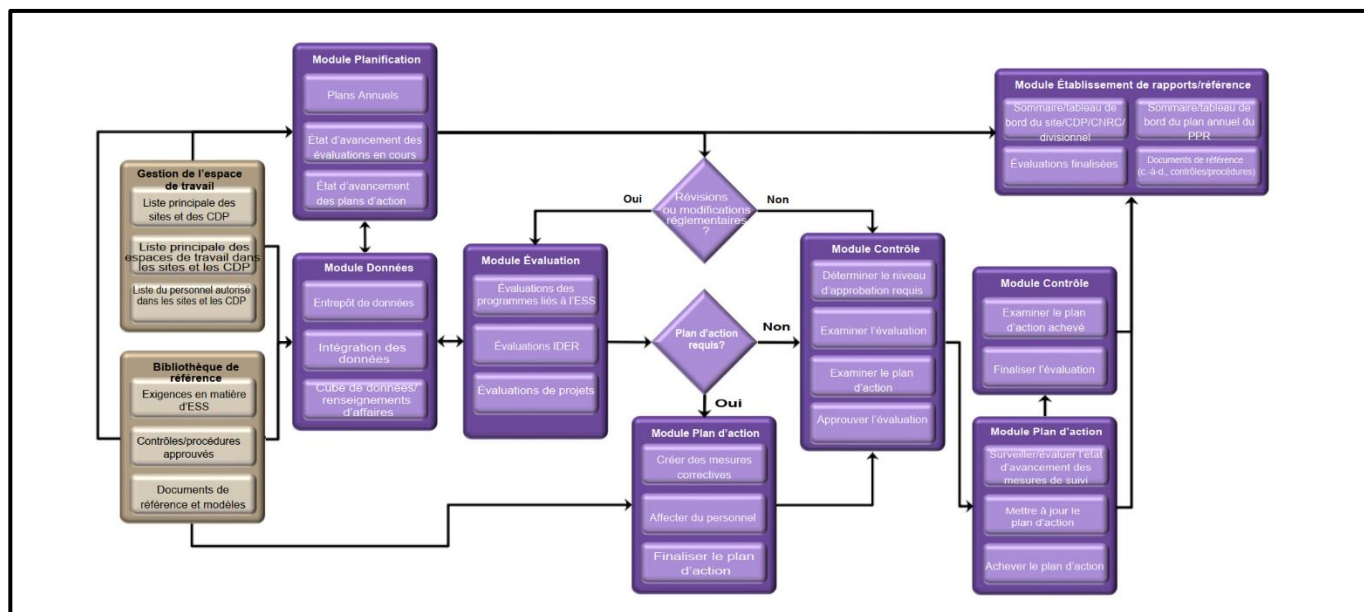 Module Planification
Plans Annuels
État d'avancement des
évaluations en cours
État d'avancement
des plans d'action
Gestion de l'espace
de travail
Liste principale des
sites et des CDP
Liste principale des
espaces de travail dans
les sites et les CDP
Liste du personnel autorisé
dans les sites et les CDP
Bibliothèque de
référence
Exigences en matière
d'ESS
Contrôles/procédures
approuvés
Documents de
référence et modèles
Module Données
Entrepôt de données
Intégration des
données
Cube de données/
renseignements
d'affaires
Révisions
ou modifications
réglementaires
?
Oui
Non
Module Évaluation
Évaluations des
programmes liés à l'ESS
Évaluations IDER
Évaluations de projets
Plan d'action
requis?
Non
Oui
Module Plan d'action
Créer des mesures
correctives
Affecter du personnel
Finaliser le plan
d'action
Module Contrôle
Déterminer le niveau
d'approbation requis
Examiner l'évaluation
Examiner le plan
d'action
Approuver l'évaluation
Module Établissement de rapports/référence
Sommaire/tableau de
bord du site/CDP/CNRC/
divisionnel
Sommaire/tableau de
bord du plan annuel du
PPR
Évaluations finalisées
Documents de référence
(c.-à-d., contrôles/procédures)
Module Contrôle
Examiner le plan
d'action achevé
Finaliser l'évaluation
Module Plan d'action
Surveiller/évaluer l'état
d'avancement des
mesures de suivi
Mettre à jour le
plan d'action
Achever le plan d'action